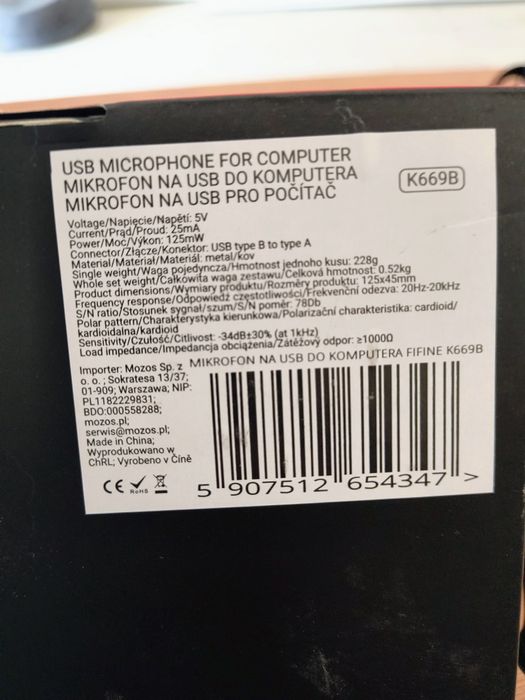 USB MICROPHONE FOR COMPUTER
MIKROFON NA USB DO KOMPUTERA
MIKROFON NA USB PRO POČÍTAČ
K669B
Voltage/Napięcie/Napětí: 5V
Current/Prąd/Proud: 25mA
Power/Moc/Výkon: 125mW
Connector/Złącze/Konektor: USB type B to type A
Material/Materiał/Materiál: metal/kov
Single weight/Waga pojedyncza/Hmotnost jednoho kusu: 228g
Whole set weight/Całkowita waga zestawu/Celková hmotnost: 0.52kg
Product dimensions/Wymiary produktu/Rozměry produktu: 125x45mm
Frequency response/Odpowiedź częstotliwości/Frekvenční odezva: 20Hz-20kHz
S/N ratio/Stosunek sygnał/szum/S/N poměr: 78Db
Polar pattern/Charakterystyka kierunkowa/Polarizační charakteristika: cardioid/
kardioidalna/kardioid
Sensitivity/Czułość/Citlivost: -34dB±30% (at 1kHz)
Load impedance/Impedancja obciążenia/Zátěžový odpor: ≥1000Ω
MIKROFON NA USB DO KOMPUTERA FIFINE K669B
Importer: Mozos Sp. z
o. o. ; Sokratesa 13/37;
01-909; Warszawa; NIP:
PL1182229831;
BDO:000558288;
mozos.pl;
serwis@mozos.pl;
Made in China;
Wyprodukowano w
ChRL; Vyrobeno v Číně
CE RoHS
5 907512 654347 >